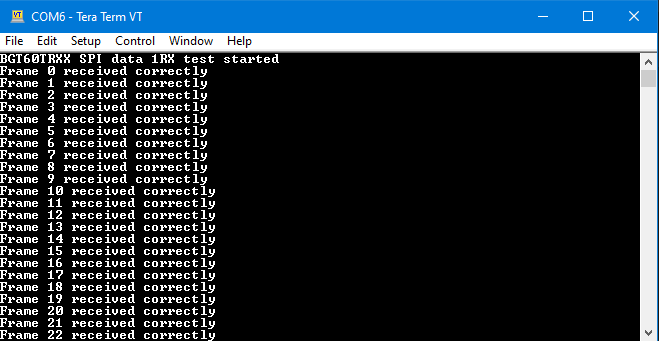 COM6 - Tera Term VT
File Edit Setup Control Window Help
BGT60TRXX SPI data 1RX test started
Frame 0 received correctly
Frame 1 received correctly
Frame 2 received correctly
Frame 3 received correctly
Frame 4 received correctly
Frame 5 received correctly
Frame 6 received correctly
Frame 7 received correctly
Frame 8 received correctly
Frame 9 received correctly
Frame 10 received correctly
Frame 11 received correctly
Frame 12 received correctly
Frame 13 received correctly
Frame 14 received correctly
Frame 15 received correctly
Frame 16 received correctly
Frame 17 received correctly
Frame 18 received correctly
Frame 19 received correctly
Frame 20 received correctly
Frame 21 received correctly
Frame 22 received correctly